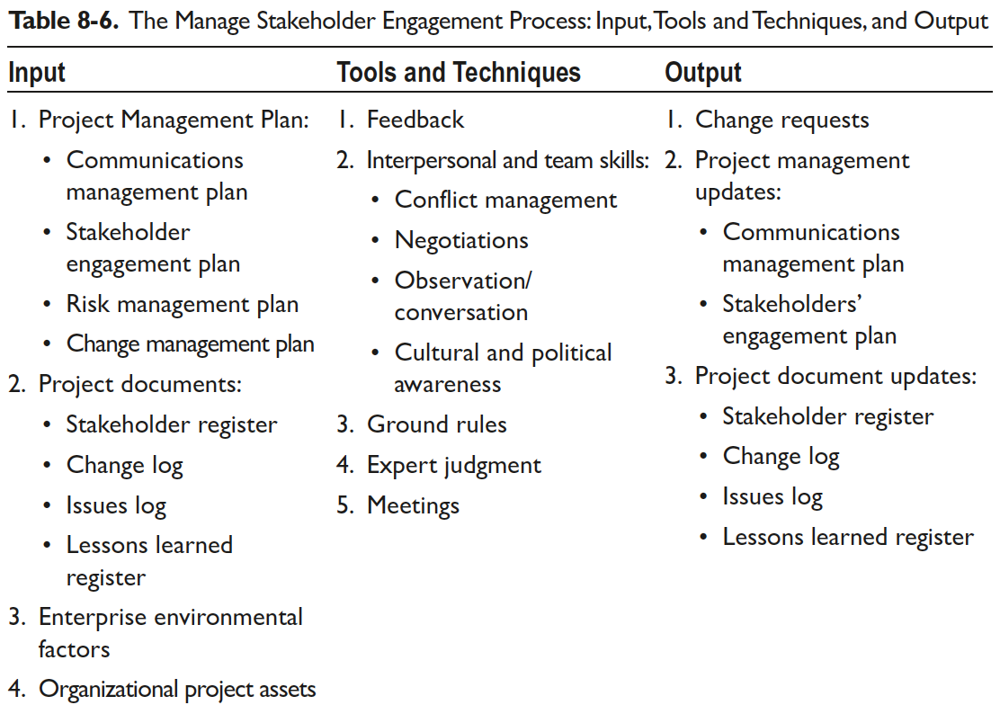 Table 8-6. The Manage Stakeholder Engagement Process: Input, Tools and Techniques, and Output
Input
1. Project Management Plan:
• Communications
management plan
• Stakeholder
engagement plan
• Risk management plan
• Change management plan
2. Project documents:
• Stakeholder register
• Change log
• Issues log
• Lessons learned
register
3. Enterprise environmental
factors
4. Organizational project assets
Tools and Techniques
1. Feedback
2. Interpersonal and team skills:
• Conflict management
• Negotiations
• Observation/
conversation
• Cultural and political
awareness
3. Ground rules
4. Expert judgment
5. Meetings
Output
1. Change requests
2. Project management
updates:
• Communications
management plan
• Stakeholders’
engagement plan
3. Project document updates:
• Stakeholder register
• Change log
• Issues log
• Lessons learned register